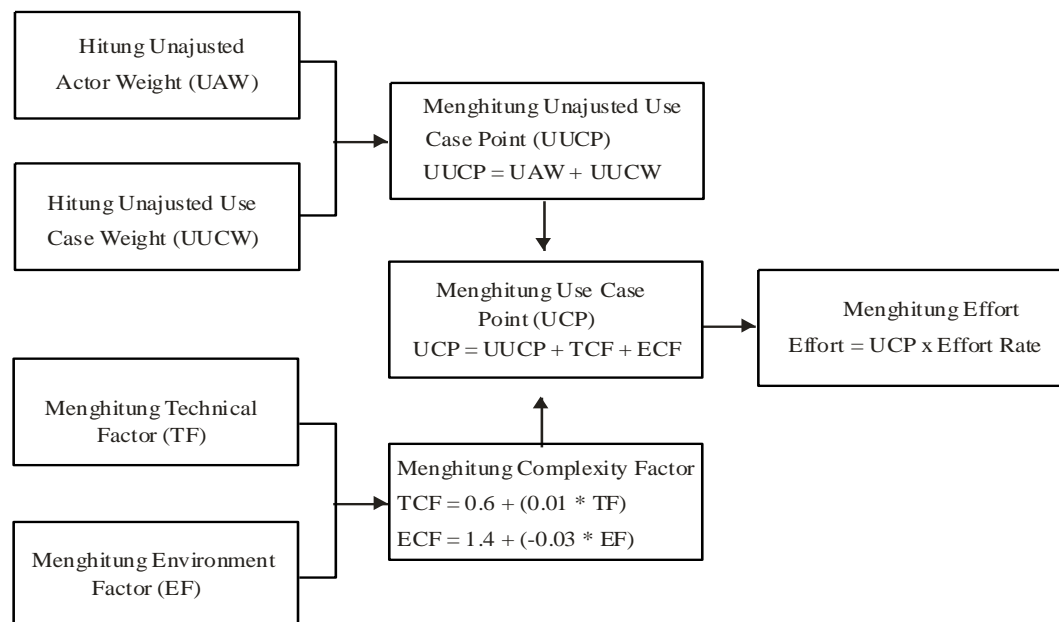 Hitung Unajusted
Actor Weight (UAW)
Hitung Unajusted Use
Case Weight (UUCW)
Menghitung Unajusted Use
Case Point (UUCP)
UUCP = UAW + UUCW
Menghitung Use Case
Point (UCP)
UCP = UUCP + TCF + ECF
Menghitung Effort
Effort = UCP x Effort Rate
Menghitung Technical
Factor (TF)
Menghitung Environment
Factor (EF)
Menghitung Complexity Factor
TCF = 0.6 + (0.01 * TF)
ECF = 1.4 + (-0.03 * EF)